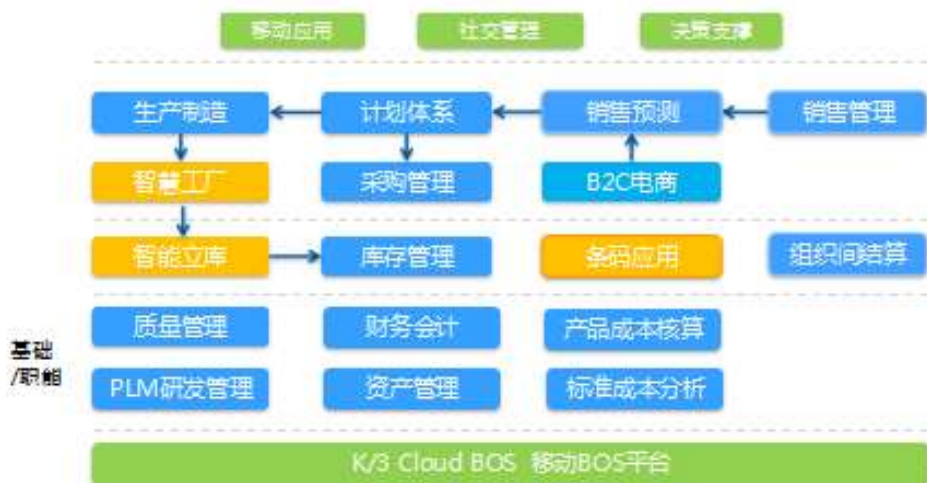 移动应用 社交管理 决策支撑
生产制造 计划体系 销售预测 销售管理
智慧工厂 采购管理 B2C电商
智能立库 库存管理 条码应用 组织间结算
质量管理 财务会计 产品成本核算
基础
/职能
PLM研发管理 资产管理 标准成本分析
K/3 Cloud BOS 移动BOS平台